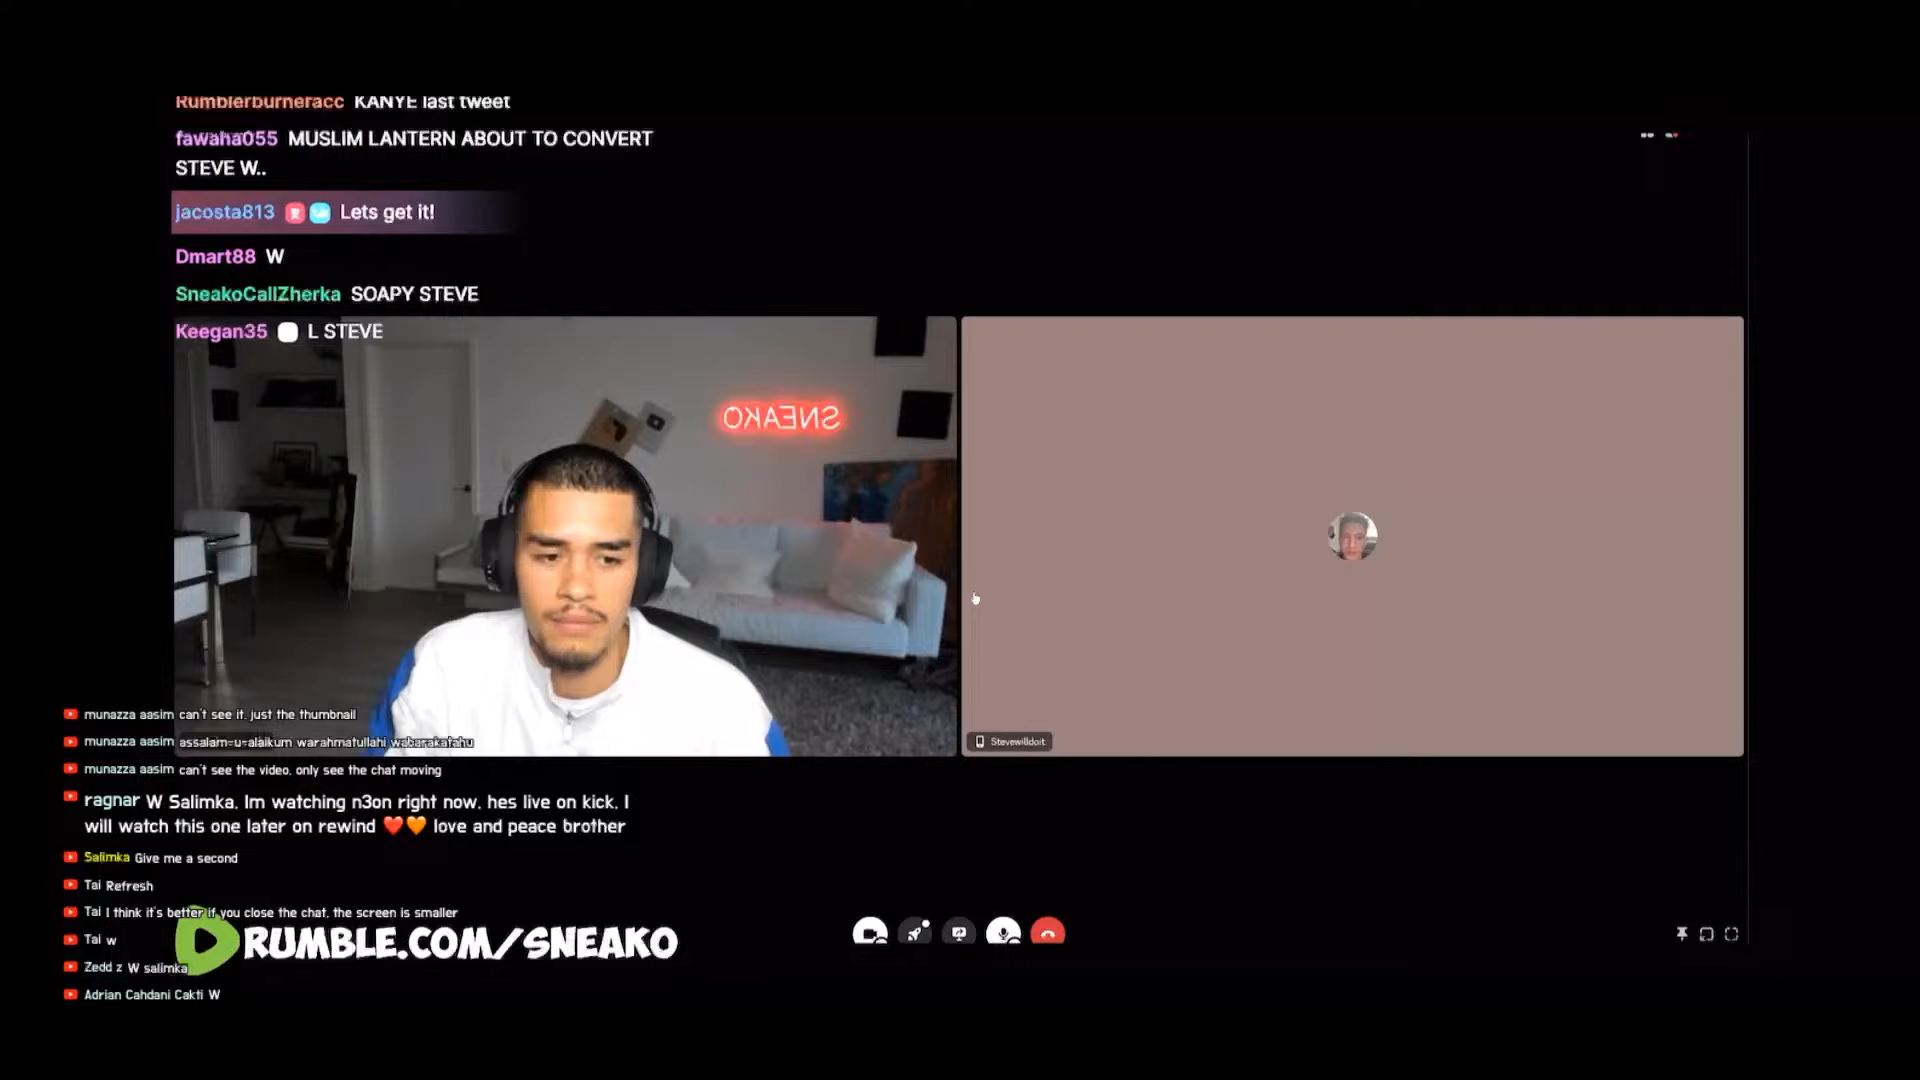 Rumblerburneracc KANYE last tweet
fawaha055 MUSLIM LANTERN ABOUT TO CONVERT
STEVE W..
jacosta813 Lets get it!
Dmart88 W
SneakoCallZherka SOAPY STEVE
Keegan35 L STEVE
SNEAKO
Stevewilldoit
munazza aasim can't see it, just the thumbnail
munazza aasim assalam-u-alaikum warahmatullahi wabarakatahu
munazza aasim can't see the video, only see the chat moving
ragnar W Salimka, Im watching n3on right now, hes live on kick, I
will watch this one later on rewind ❤️🧡 love and peace brother
Salimka Give me a second
Tai Refresh
Tai I think it's better if you close the chat, the screen is smaller
Tai w
Zedd z W salimka
Adrian Cahdani Cakti W
RUMBLE.COM/SNEAKO